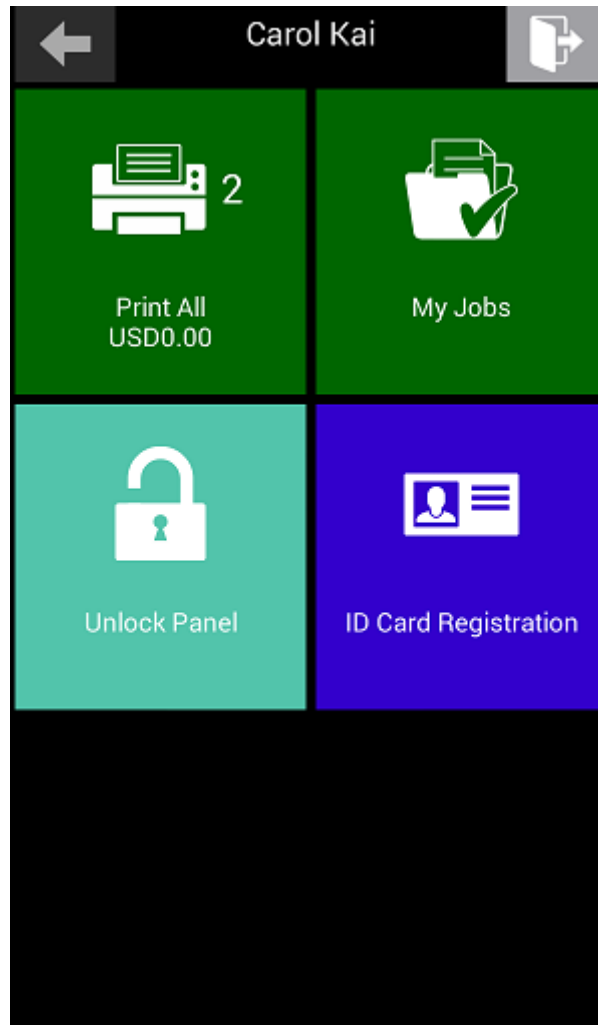 Carol Kai
2
Print All
USD0.00
My Jobs
Unlock Panel
ID Card Registration